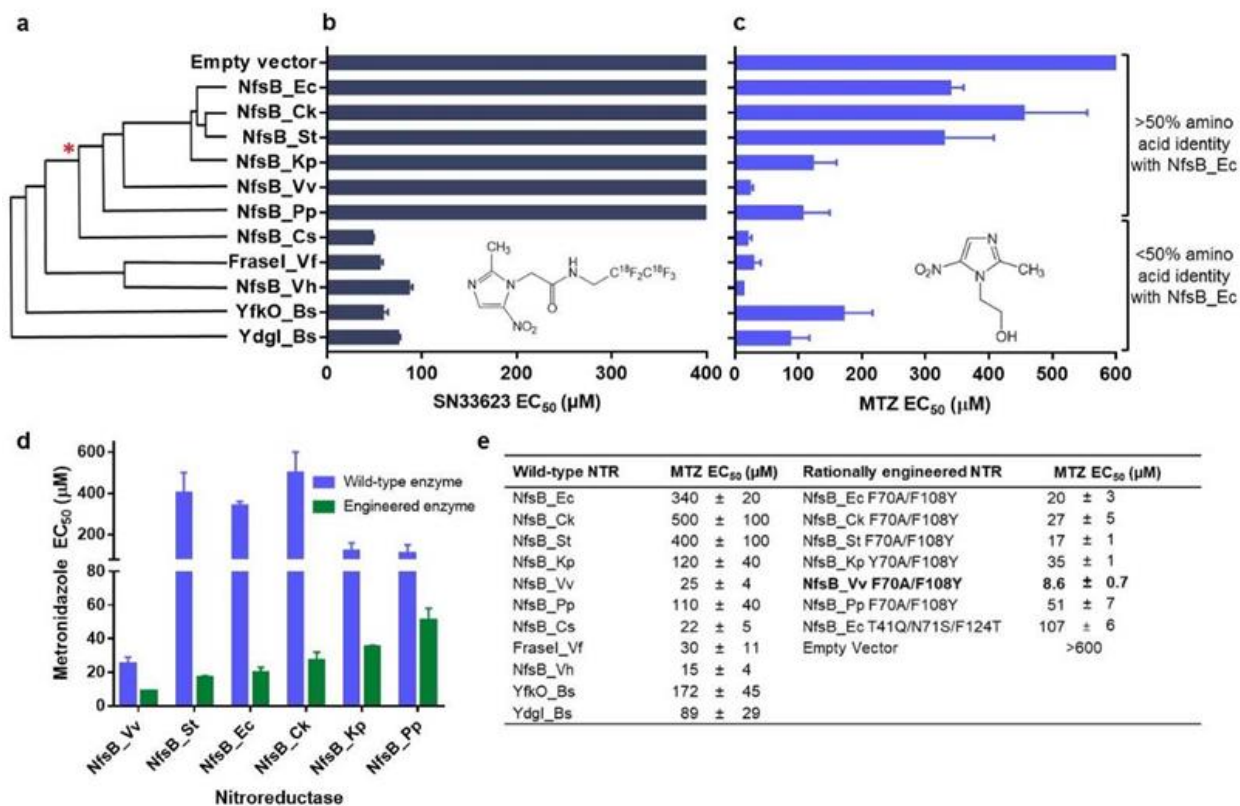 a
b
c
Empty vector
NfsB_Ec
NfsB_Ck
NfsB_St
NfsB_Kp
NfsB_Vv
NfsB_Pp
NfsB_Cs
FraseI_Vf
NfsB_Vh
YfkO_Bs
YdgI_Bs
*
CH₃
N
N
H
N
O
NO₂
C¹⁸F₂C¹⁸F₃
0 100 200 300 400
SN33623 EC₅₀ (µM)
N
O₂N
N
CH₃
OH
0 100 200 300 400 500 600
MTZ EC₅₀ (µM)
>50% amino
acid identity
with NfsB_Ec
<50% amino
acid identity
with NfsB_Ec
d
Metronidazole EC₅₀ (µM)
600
400
200
80
60
40
20
0
Wild-type enzyme
Engineered enzyme
NfsB_Vv
NfsB_St
NfsB_Ec
NfsB_Ck
NfsB_Kp
NfsB_Pp
Nitroreductase
e
Wild-type NTR MTZ EC₅₀ (µM) Rationally engineered NTR MTZ EC₅₀ (µM)
NfsB_Ec 340 ± 20 NfsB_Ec F70A/F108Y 20 ± 3
NfsB_Ck 500 ± 100 NfsB_Ck F70A/F108Y 27 ± 5
NfsB_St 400 ± 100 NfsB_St F70A/F108Y 17 ± 1
NfsB_Kp 120 ± 40 NfsB_Kp Y70A/F108Y 35 ± 1
NfsB_Vv 25 ± 4 NfsB_Vv F70A/F108Y 8.6 ± 0.7
NfsB_Pp 110 ± 40 NfsB_Pp F70A/F108Y 51 ± 7
NfsB_Cs 22 ± 5 NfsB_Ec T41Q/N71S/F124T 107 ± 6
FraseI_Vf 30 ± 11 Empty Vector >600
NfsB_Vh 15 ± 4
YfkO_Bs 172 ± 45
YdgI_Bs 89 ± 29